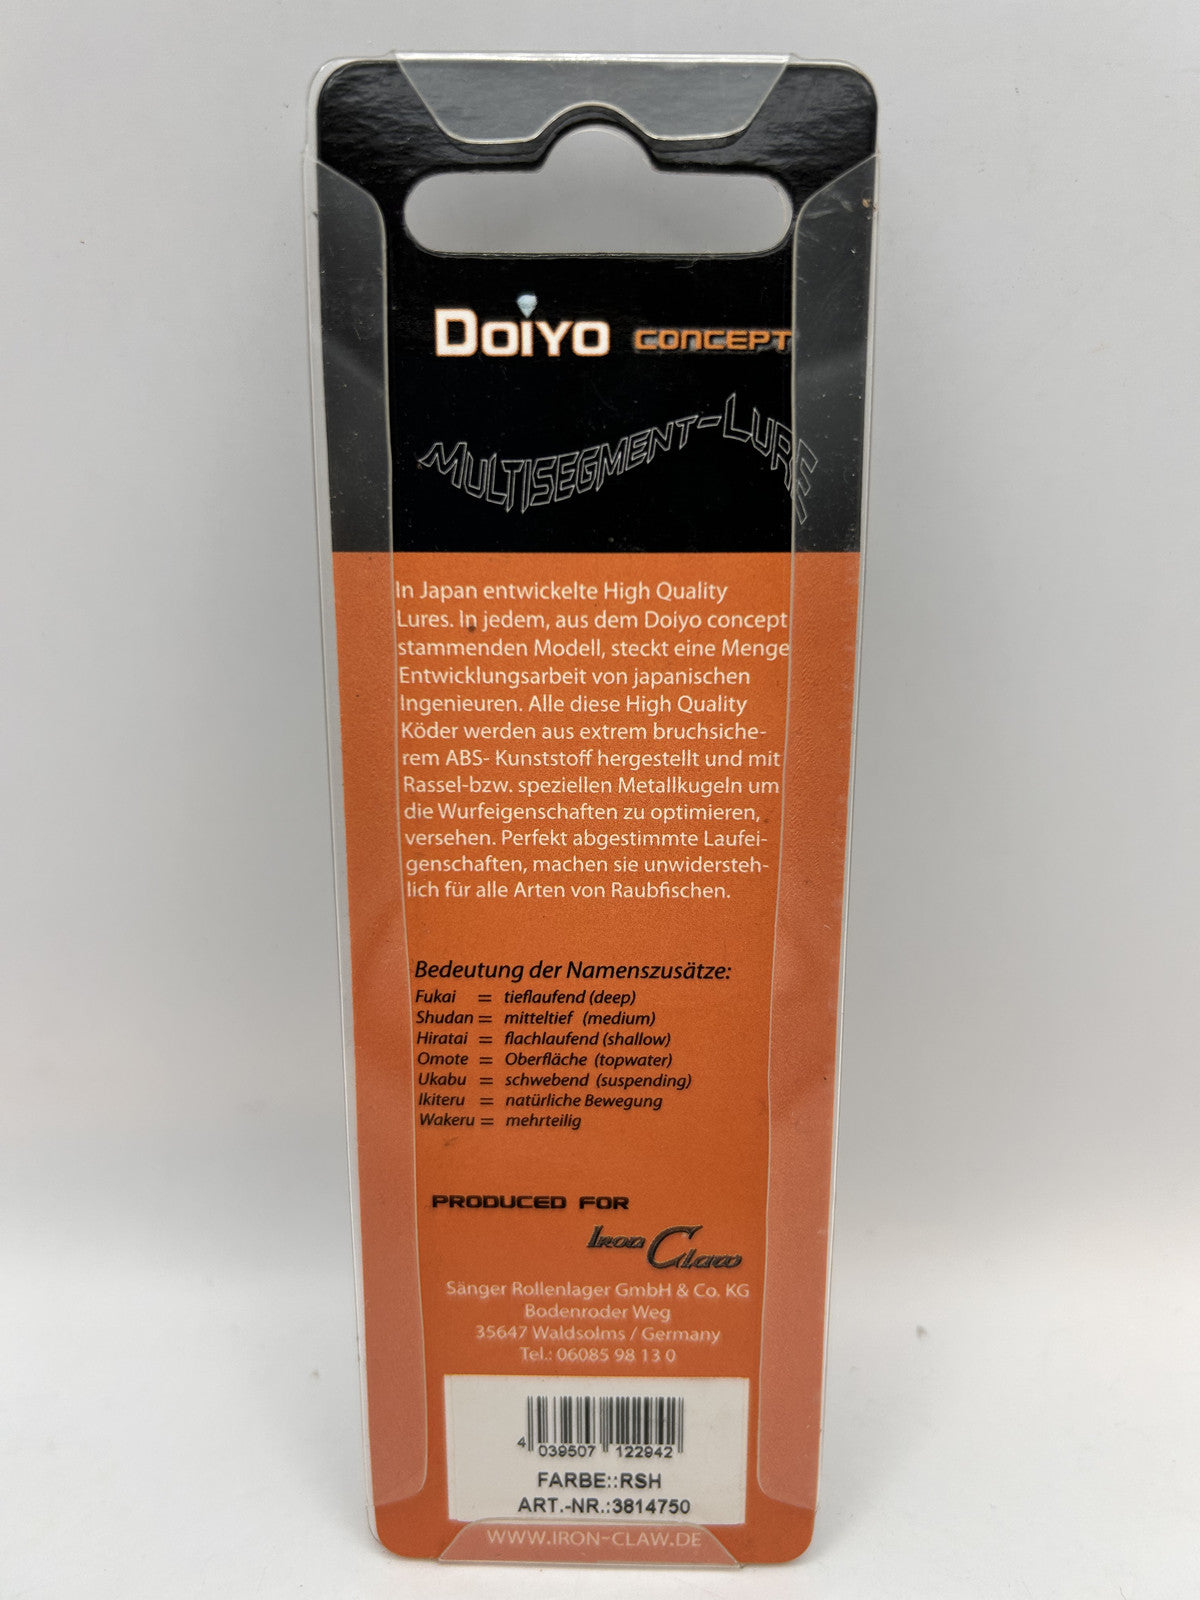 DOIYO CONCEPT
MULTISEGMENT-LURE
In Japan entwickelte High Quality
Lures. In jedem, aus dem Doiyo concept
stammenden Modell, steckt eine Menge
Entwicklungsarbeit von japanischen
Ingenieuren. Alle diese High Quality
Köder werden aus extrem bruchsiche-
rem ABS- Kunststoff hergestellt und mit
Rassel-bzw. speziellen Metallkugeln um
die Wurfeigenschaften zu optimieren,
versehen. Perfekt abgestimmte Laufei-
genschaften, machen sie unwidersteh-
lich für alle Arten von Raubfischen.
Bedeutung der Namenszusätze:
Fukai = tieflaufend (deep)
Shudan = mitteltief (medium)
Hiratai = flachlaufend (shallow)
Omote = Oberfläche (topwater)
Ukabu = schwebend (suspending)
Ikiteru = natürliche Bewegung
Wakeru = mehrteilig
PRODUCED FOR
Iron Claw
Sänger Rollenlager GmbH & Co. KG
Bodenroder Weg
35647 Waldsolms / Germany
Tel.: 06085 98 13 0
4 039507 122942
FARBE::RSH
ART.-NR.:3814750
WWW.IRON-CLAW.DE